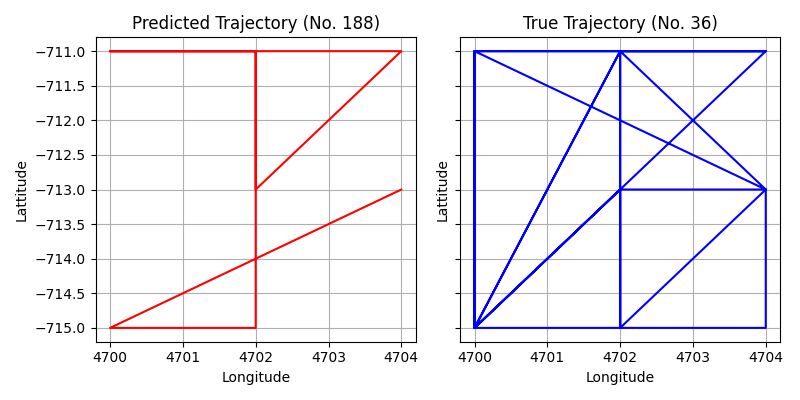 Predicted Trajectory (No. 188)
True Trajectory (No. 36)
−711.0
−711.5
−712.0
−712.5
−713.0
−713.5
−714.0
−714.5
−715.0
Lattitude
Lattitude
4700 4701 4702 4703 4704
4700 4701 4702 4703 4704
Longitude
Longitude